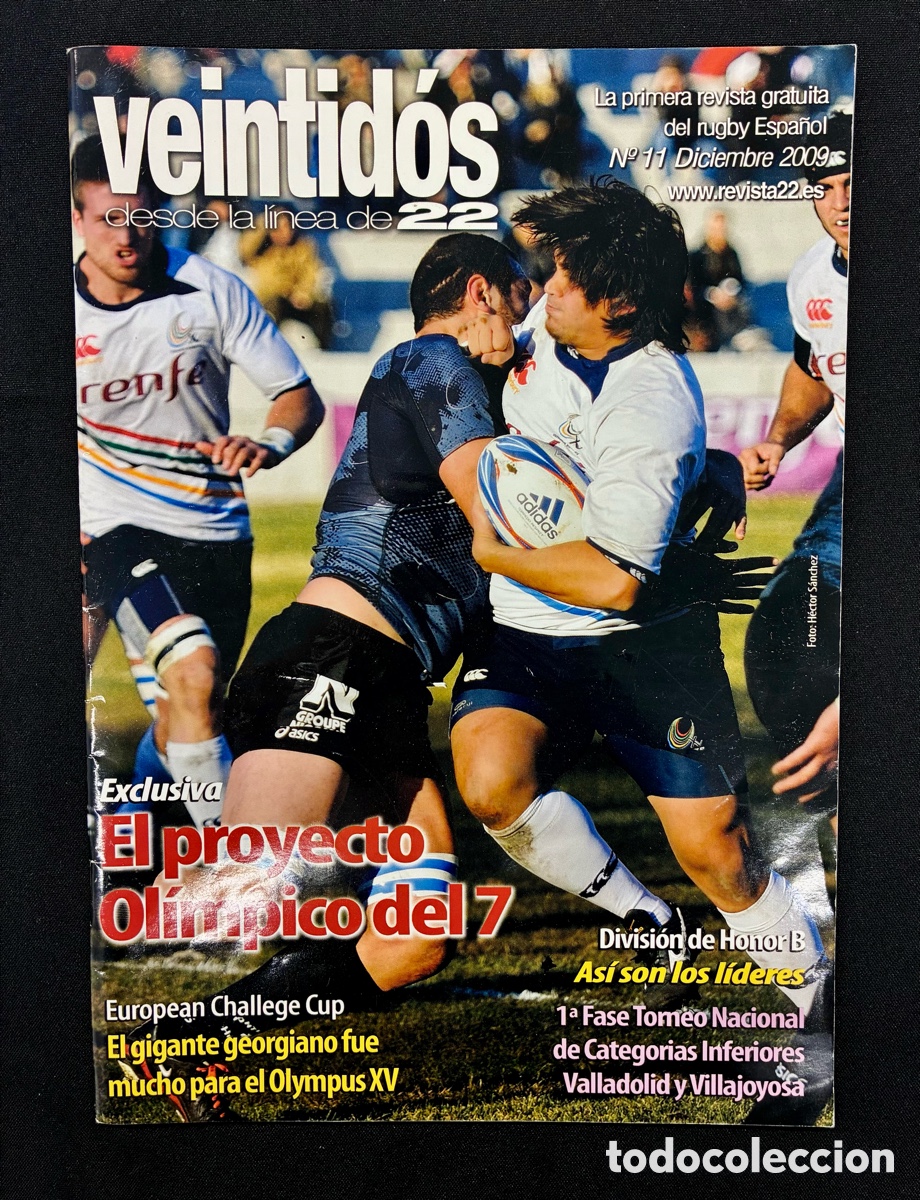 veintidós
desde la línea de 22
La primera revista gratuita
del rugby Español
Nº 11 Diciembre 2009
www.revista22.es
renfe
adidas
GROUPE
asics
Foto: Héctor Sánchez
Exclusiva
El proyecto
Olímpico del 7
European Challege Cup
El gigante georgiano fue
mucho para el Olympus XV
División de Honor B
Así son los líderes
1ª Fase Torneo Nacional
de Categorias Inferiores
Valladolid y Villajoyosa
todocoleccion